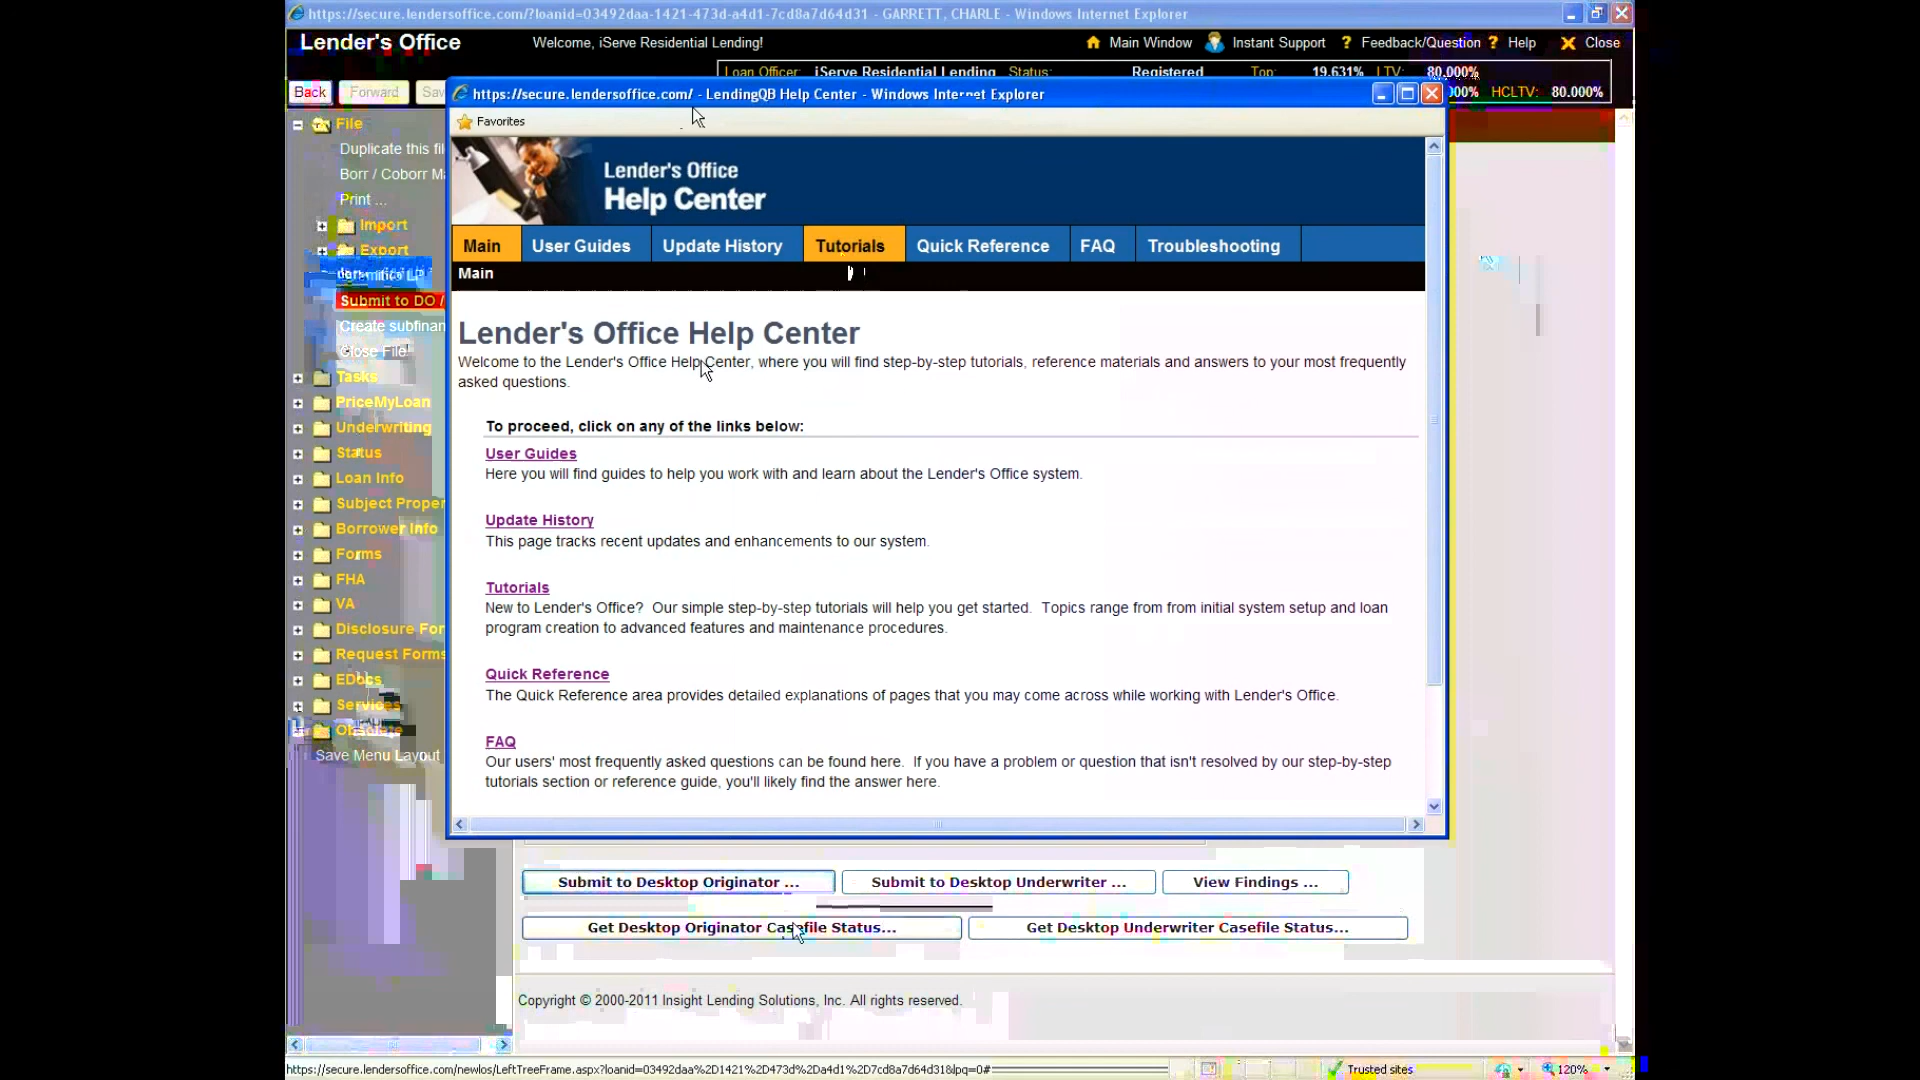 https://secure.lendersoffice.com/?loanid=03492daa-1421-473d-a4d1-7cd8a7d64d31 - GARRETT, CHARLE - Windows Internet Explorer
Lender's Office Welcome, iServe Residential Lending! Main Window Instant Support ? Feedback/Question ? Help Close
Loan Officer: iServe Residential Lending Status: Registered Top: 19.631% LTV: 80.000%
Back Forward HCLTV: 80.000%
https://secure.lendersoffice.com/ - LendingQB Help Center - Windows Internet Explorer
Favorites
File
Duplicate this
Borr / Coborr
Print ...
Import
Export
Submit to DO /
Create
Close File
Tasks
PriceMyLoan
Underwriting
Status
Loan Info
Subject
Borrower Info
Forms
FHA
VA
Disclosure
Request Forms
EDocs
Services
Obsolete
Save Menu Layout
Lender's Office
Help Center
Main User Guides Update History Tutorials Quick Reference FAQ Troubleshooting
Main
Lender's Office Help Center
Welcome to the Lender's Office Help Center, where you will find step-by-step tutorials, reference materials and answers to your most frequently
asked questions.
To proceed, click on any of the links below:
User Guides
Here you will find guides to help you work with and learn about the Lender's Office system.
Update History
This page tracks recent updates and enhancements to our system.
Tutorials
New to Lender's Office? Our simple step-by-step tutorials will help you get started. Topics range from from initial system setup and loan
program creation to advanced features and maintenance procedures.
Quick Reference
The Quick Reference area provides detailed explanations of pages that you may come across while working with Lender's Office.
FAQ
Our users' most frequently asked questions can be found here. If you have a problem or question that isn't resolved by our step-by-step
tutorials section or reference guide, you'll likely find the answer here.
Submit to Desktop Originator ... Submit to Desktop Underwriter ... View Findings ...
Get Desktop Originator Casefile Status... Get Desktop Underwriter Casefile Status...
Copyright © 2000-2011 Insight Lending Solutions, Inc. All rights reserved.
https://secure.lendersoffice.com/newlos/LeftTreeFrame.aspx?loanid=03492daa%2D1421%2D473d%2Da4d1%2D7cd8a7d64d31&lpq=0# Trusted sites 120%